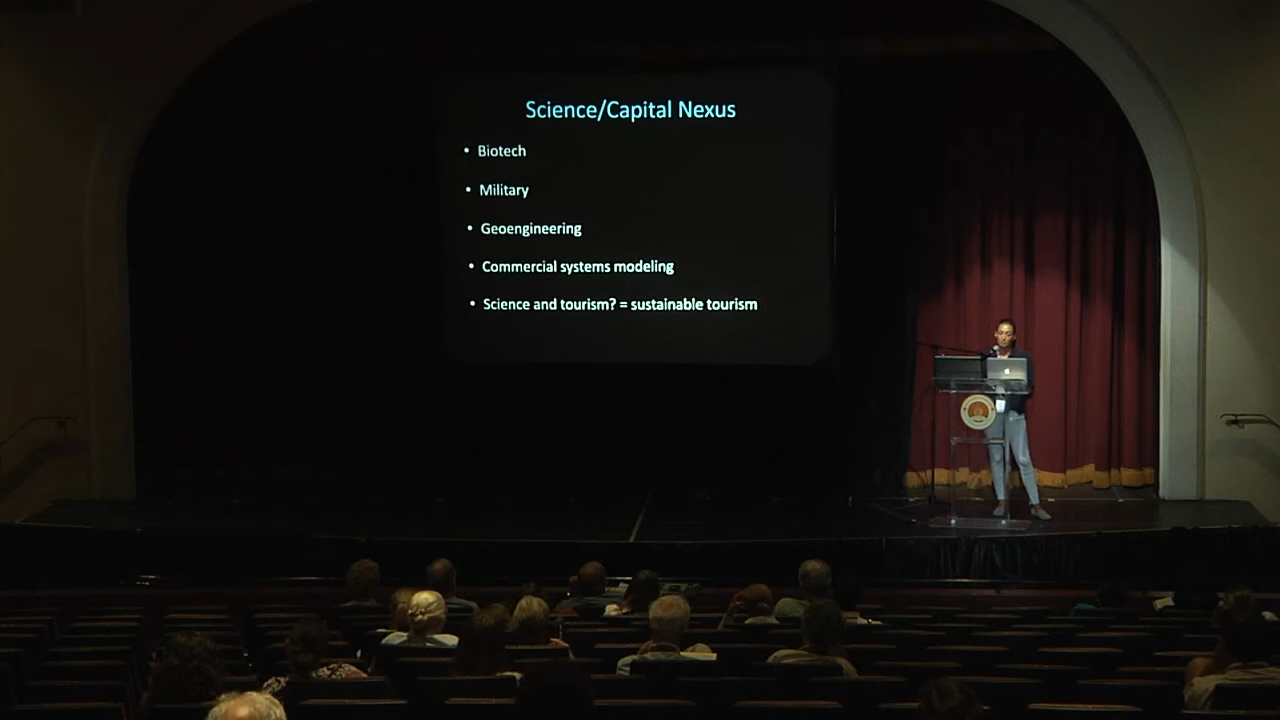 Science/Capital Nexus
• Biotech
• Military
• Geoengineering
• Commercial systems modeling
• Science and tourism? = sustainable tourism